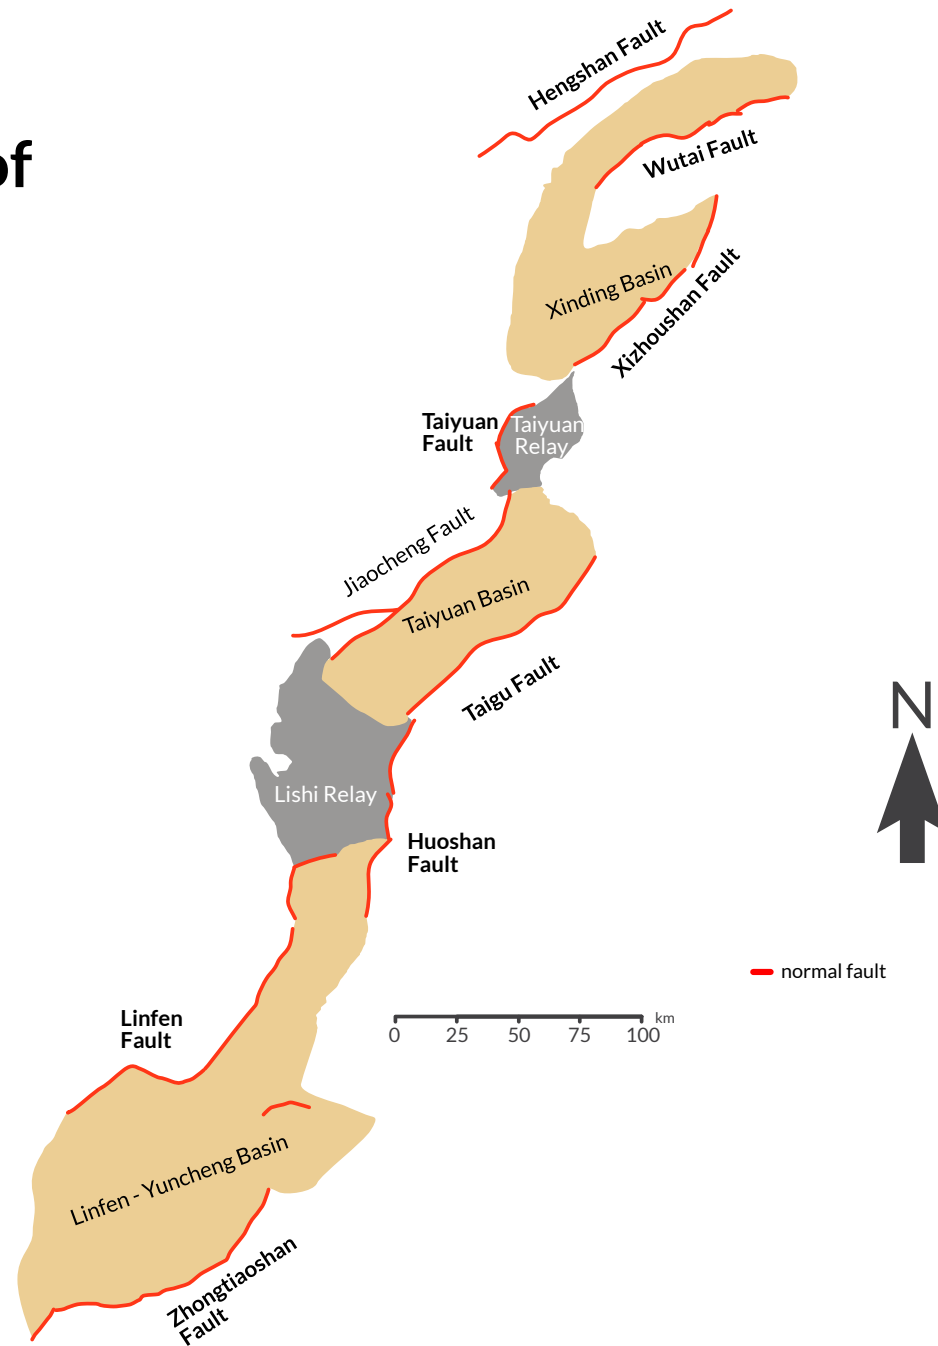 of
Hengshan Fault
Wutai Fault
Xinding Basin
Xizhoushan Fault
Taiyuan
Fault
Taiyuan
Relay
Jiaocheng Fault
Taiyuan Basin
Taigu Fault
N
Lishi Relay
Huoshan
Fault
normal fault
Linfen
Fault
km
0 25 50 75 100
Linfen - Yuncheng Basin
Zhongtiaoshan
Fault